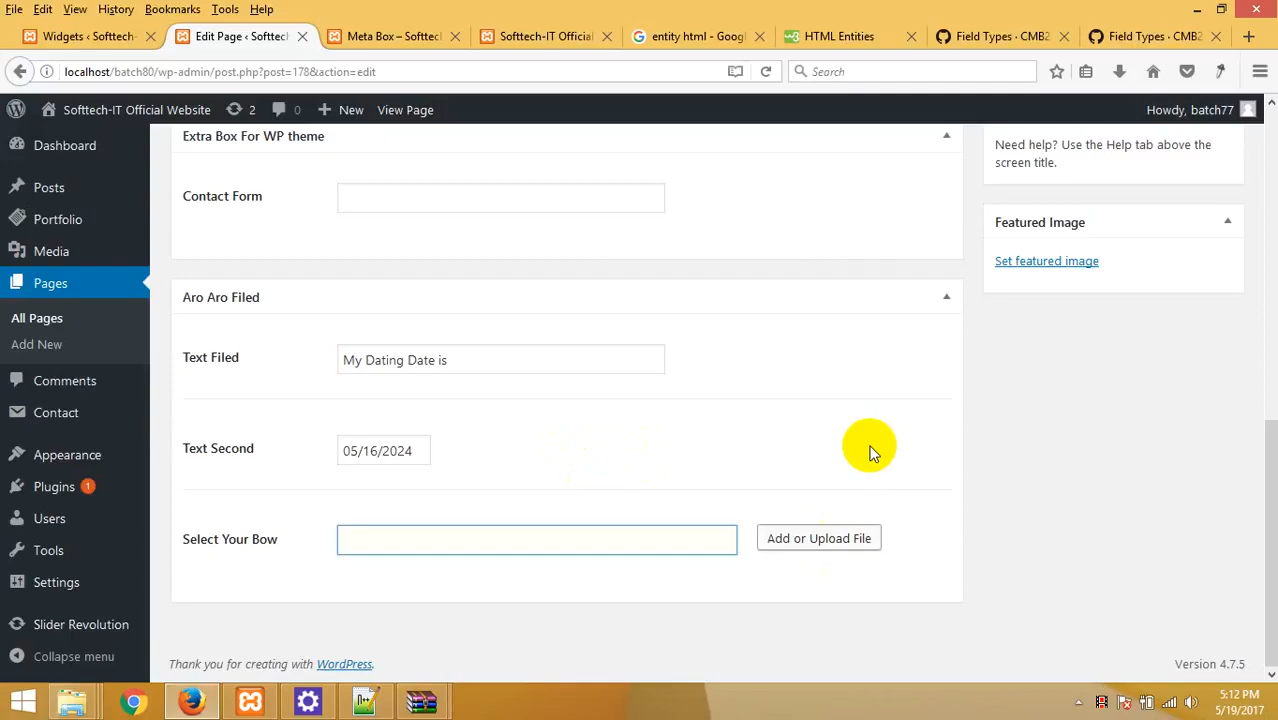 File Edit View History Bookmarks Tools Help
Widgets ‹ Softtech-
Edit Page ‹ Softtech
Meta Box – Softtech
Softtech-IT Official
entity html - Googl
HTML Entities
Field Types · CMB2
Field Types · CMB2
localhost/batch80/wp-admin/post.php?post=178&action=edit
Search
Softtech-IT Official Website 2 0 New View Page
Howdy, batch77
Dashboard
Posts
Portfolio
Media
Pages
All Pages
Add New
Comments
Contact
Appearance
Plugins 1
Users
Tools
Settings
Slider Revolution
Collapse menu
Extra Box For WP theme
Contact Form
Aro Aro Filed
Text Filed My Dating Date is
Text Second 05/16/2024
Select Your Bow Add or Upload File
Need help? Use the Help tab above the
screen title.
Featured Image
Set featured image
Thank you for creating with WordPress.
Version 4.7.5
5:12 PM
5/19/2017